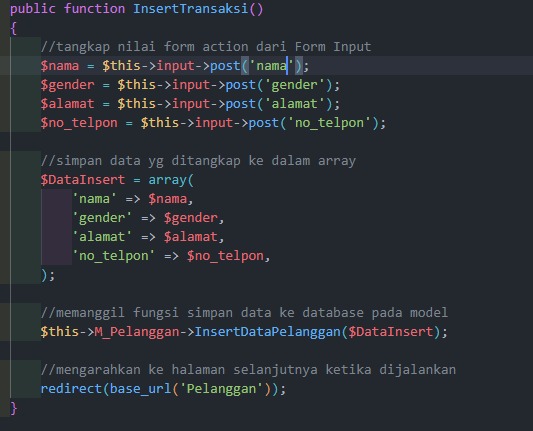 public function InsertTransaksi()
{
    //tangkap nilai form action dari Form Input
    $nama = $this->input->post('nama');
    $gender = $this->input->post('gender');
    $alamat = $this->input->post('alamat');
    $no_telpon = $this->input->post('no_telpon');

    //simpan data yg ditangkap ke dalam array
    $DataInsert = array(
        'nama' => $nama,
        'gender' => $gender,
        'alamat' => $alamat,
        'no_telpon' => $no_telpon,
    );

    //memanggil fungsi simpan data ke database pada model
    $this->M_Pelanggan->InsertDataPelanggan($DataInsert);

    //mengarahkan ke halaman selanjutnya ketika dijalankan
    redirect(base_url('Pelanggan'));
}